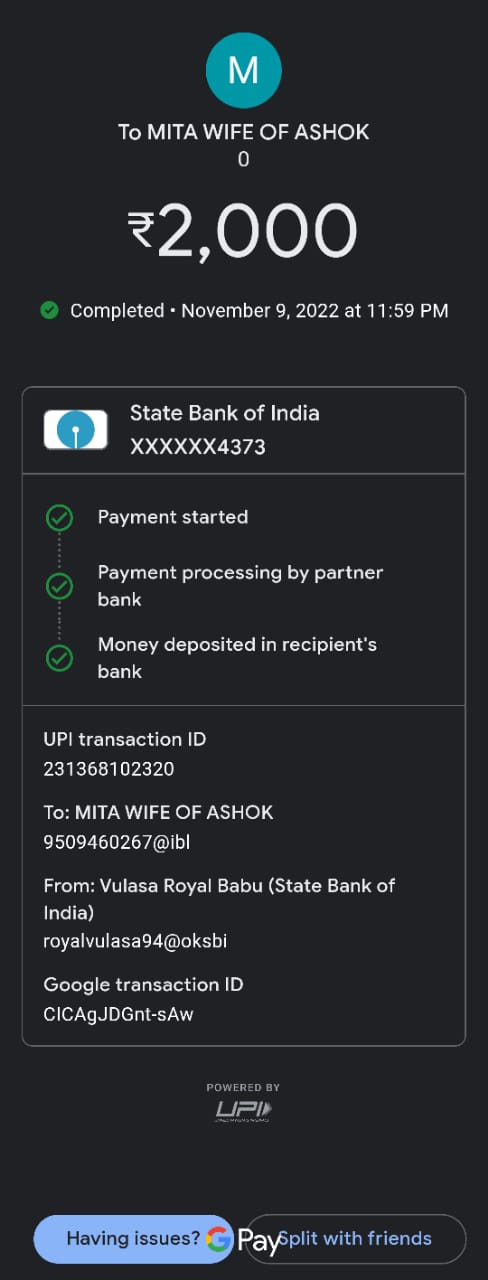 M
To MITA WIFE OF ASHOK
0
₹2,000
Completed • November 9, 2022 at 11:59 PM
State Bank of India
XXXXXX4373
Payment started
Payment processing by partner
bank
Money deposited in recipient's
bank
UPI transaction ID
231368102320
To: MITA WIFE OF ASHOK
9509460267@ibl
From: Vulasa Royal Babu (State Bank of
India)
royalvulasa94@oksbi
Google transaction ID
CICAgJDGnt-sAw
POWERED BY
UPI
Having issues? G Pay Split with friends